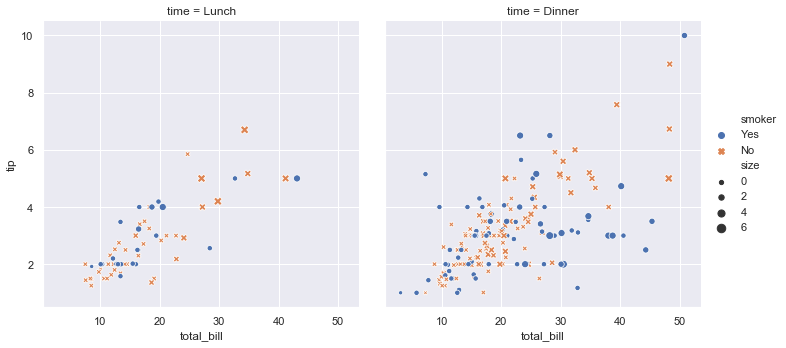 time = Lunch
time = Dinner
10
8
6
4
2
tip
10
20
30
40
50
total_bill
10
20
30
40
50
total_bill
smoker
Yes
No
size
0
2
4
6